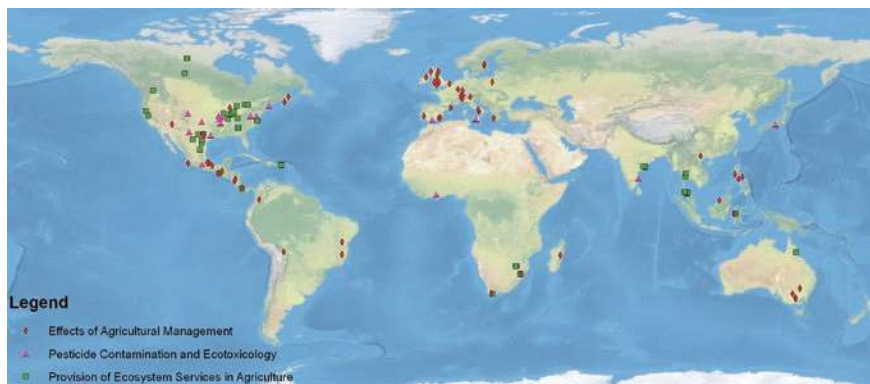 Legend
Effects of Agricultural Management
Pesticide Contamination and Ecotoxicology
Provision of Ecosystem Services in Agriculture